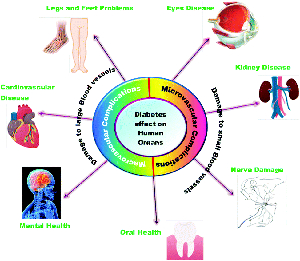 Legs and Feet Problems
Eyes Disease
Kidney Disease
Cardiovascular
Disease
Damage to large Blood vessels
Macrovascular Complications
Microvascular Complications
Damage to small Blood vessels
Diabetes
effect on
Human
Organs
Nerve Damage
Mental Health
Oral Health